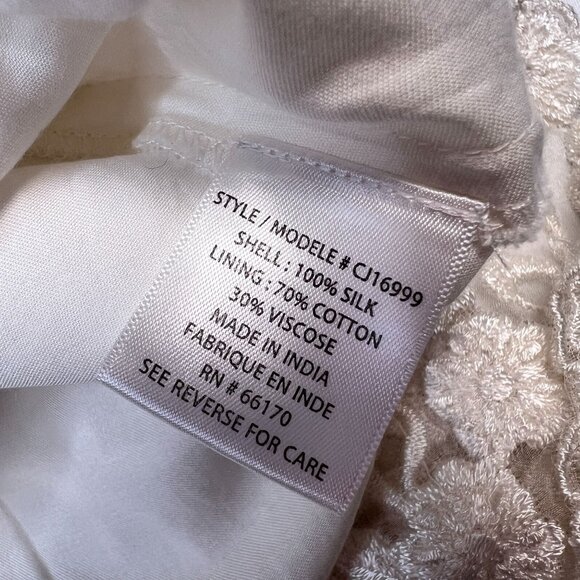 STYLE / MODELE # CJ16999
SHELL : 100% SILK
LINING : 70% COTTON
30% VISCOSE
MADE IN INDIA
FABRIQUE EN INDE
RN # 66170
SEE REVERSE FOR CARE